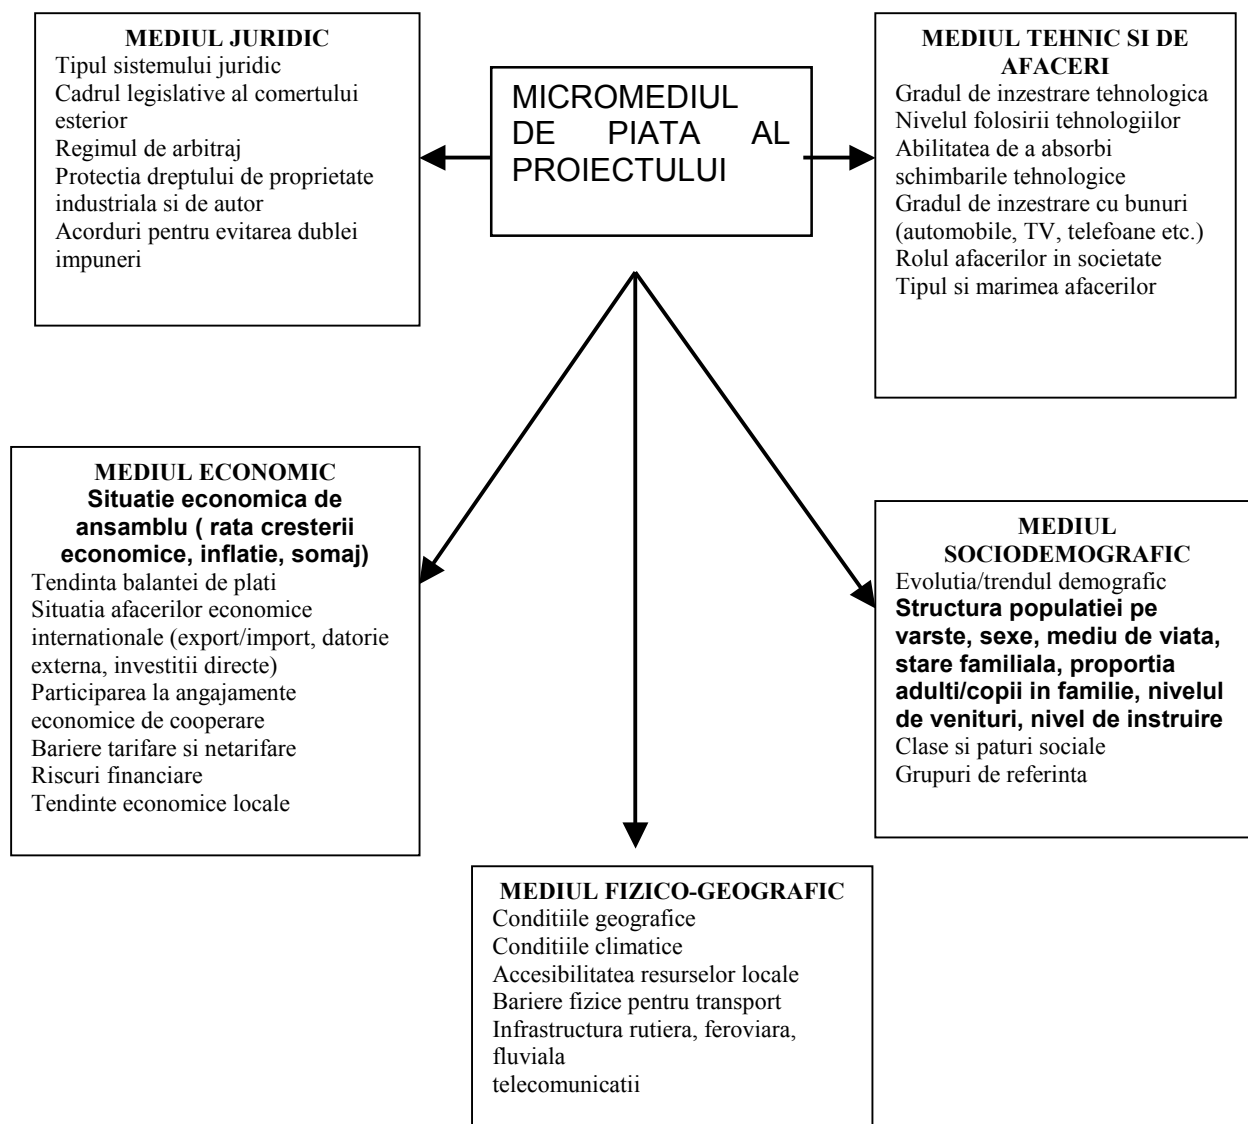 MEDIUL JURIDIC
Tipul sistemului juridic
Cadrul legislative al comertului
esterior
Regimul de arbitraj
Protectia dreptului de proprietate
industriala si de autor
Acorduri pentru evitarea dublei
impuneri
MICROMEDIUL
DE PIATA AL
PROIECTULUI
MEDIUL TEHNIC SI DE
AFACERI
Gradul de inzestrare tehnologica
Nivelul folosirii tehnologiilor
Abilitatea de a absorbi
schimbarile tehnologice
Gradul de inzestrare cu bunuri
(automobile, TV, telefoane etc.)
Rolul afacerilor in societate
Tipul si marimea afacerilor
MEDIUL ECONOMIC
Situatie economica de
ansamblu ( rata cresterii
economice, inflatie, somaj)
Tendinta balantei de plati
Situatia afacerilor economice
internationale (export/import, datorie
externa, investitii directe)
Participarea la angajamente
economice de cooperare
Bariere tarifare si netarifare
Riscuri financiare
Tendinte economice locale
MEDIUL
SOCIODEMOGRAFIC
Evolutia/trendul demografic
Structura populatiei pe
varste, sexe, mediu de viata,
stare familiala, proportia
adulti/copii in familie, nivelul
de venituri, nivel de instruire
Clase si paturi sociale
Grupuri de referinta
MEDIUL FIZICO-GEOGRAFIC
Conditiile geografice
Conditiile climatice
Accesibilitatea resurselor locale
Bariere fizice pentru transport
Infrastructura rutiera, feroviara,
fluviala
telecomunicatii